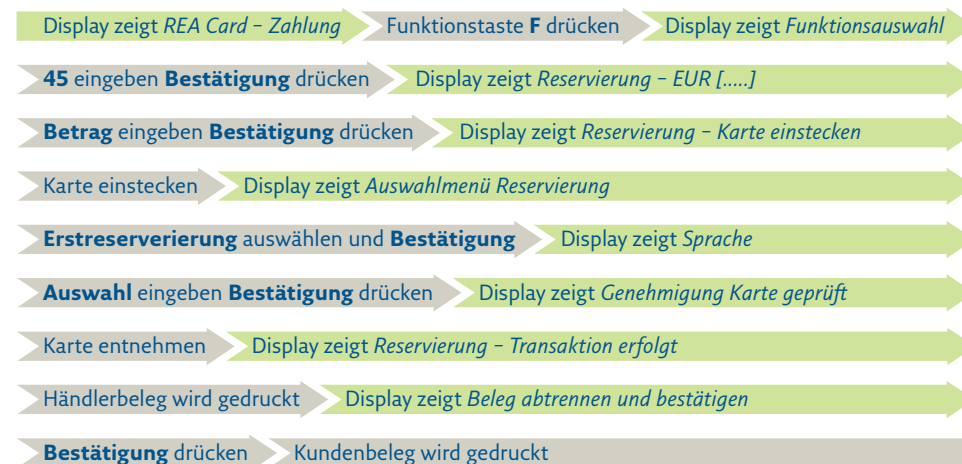 Display zeigt REA Card – Zahlung Funktionstaste F drücken Display zeigt Funktionsauswahl
45 eingeben Bestätigung drücken Display zeigt Reservierung – EUR [.....]
Betrag eingeben Bestätigung drücken Display zeigt Reservierung – Karte einstecken
Karte einstecken Display zeigt Auswahlmenü Reservierung
Erstreserverierung auswählen und Bestätigung Display zeigt Sprache
Auswahl eingeben Bestätigung drücken Display zeigt Genehmigung Karte geprüft
Karte entnehmen Display zeigt Reservierung – Transaktion erfolgt
Händlerbeleg wird gedruckt Display zeigt Beleg abtrennen und bestätigen
Bestätigung drücken Kundenbeleg wird gedruckt